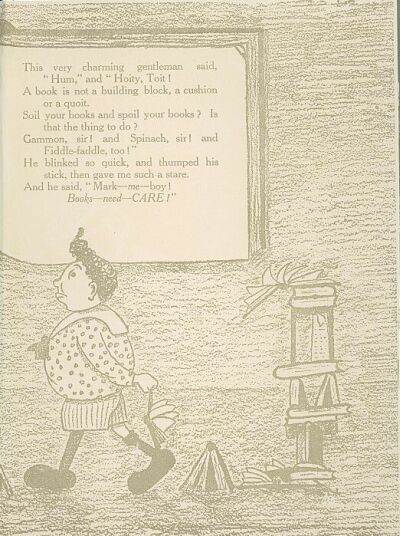 This very charming gentleman said,
"Hum," and "Hoity, Toit!
A book is not a building block, a cushion
or a quoit.
Soil your books and spoil your books? Is
that the thing to do?
Gammon, sir! and Spinach, sir! and
Fiddle-faddle, too!"
He blinked so quick, and thumped his
stick, then gave me such a stare.
And he said, "Mark—me—boy!
Books—need—CARE!"